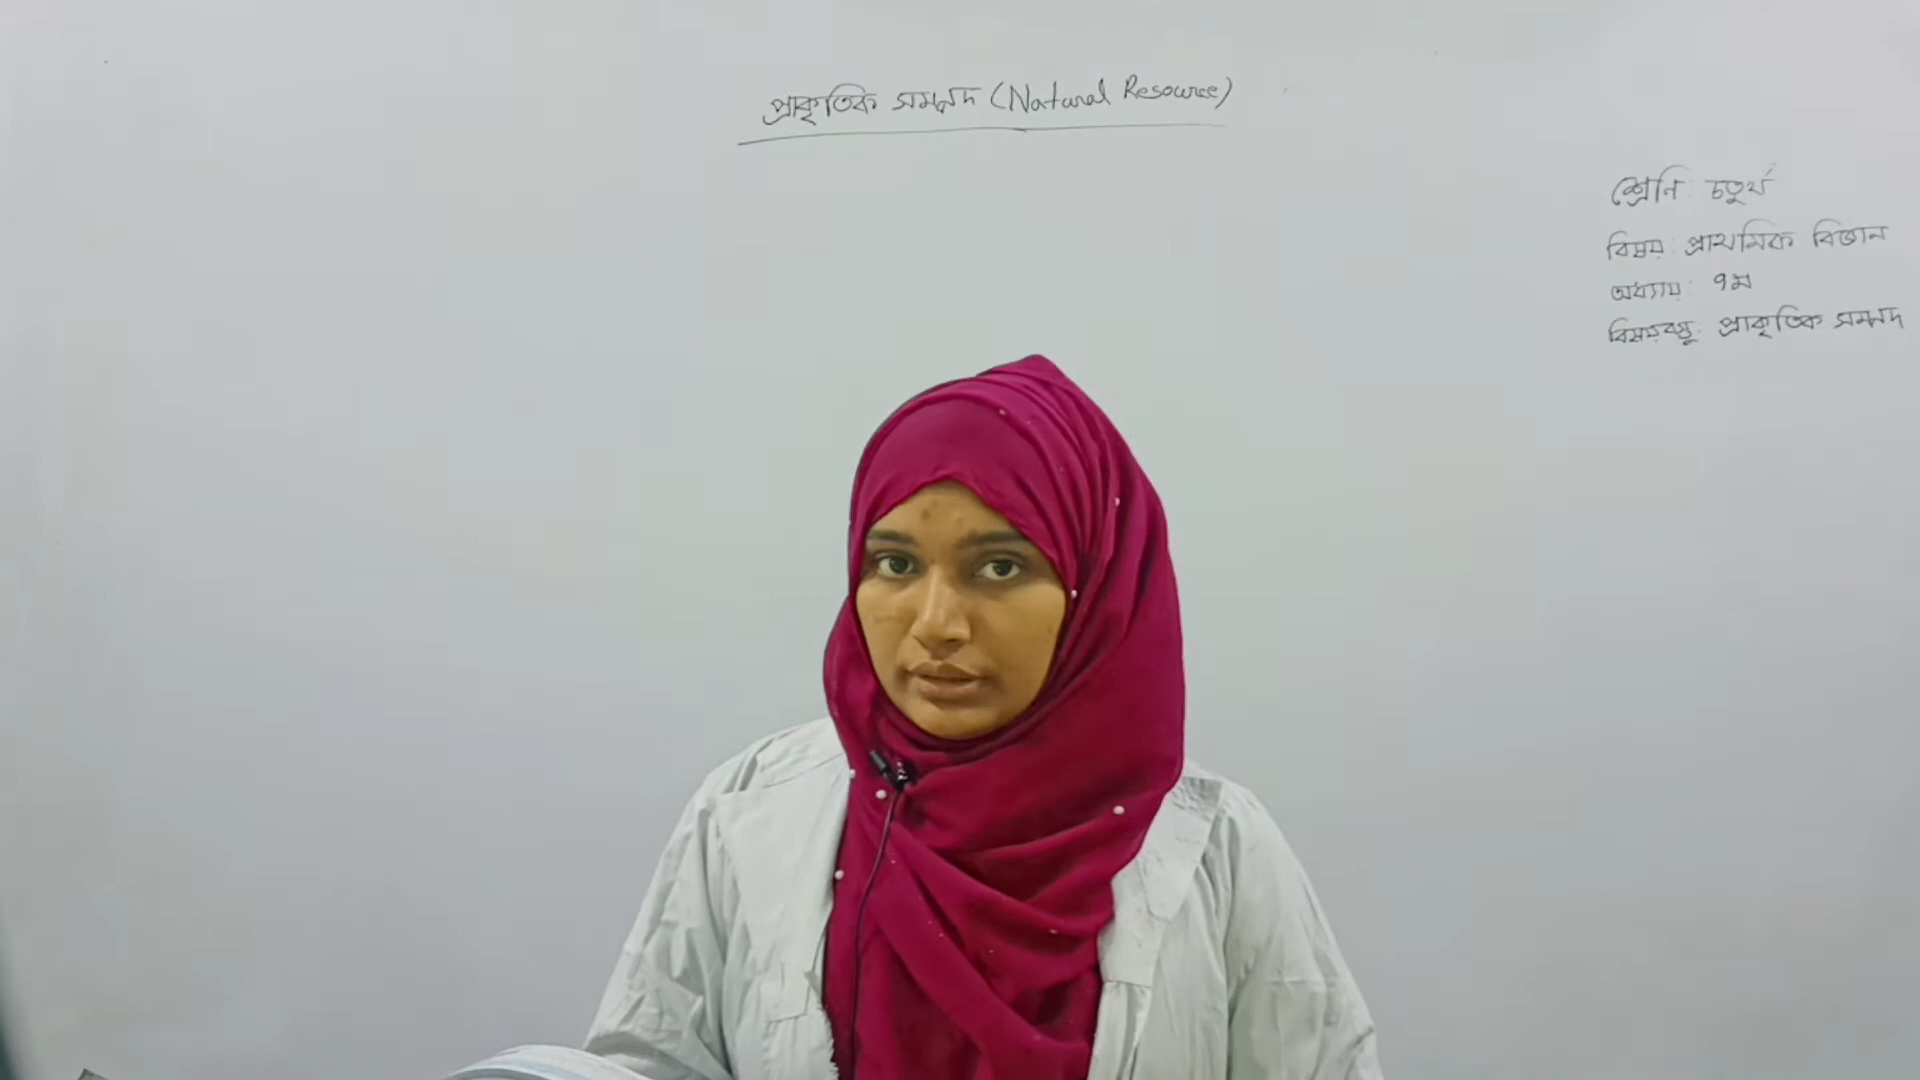 প্রাকৃতিক সম্পদ (Natural Resource)
শ্রেণি: চতুর্থ
বিষয়: প্রাথমিক বিজ্ঞান
অধ্যায়: ৭ম
বিষয়বস্তু: প্রাকৃতিক সম্পদ